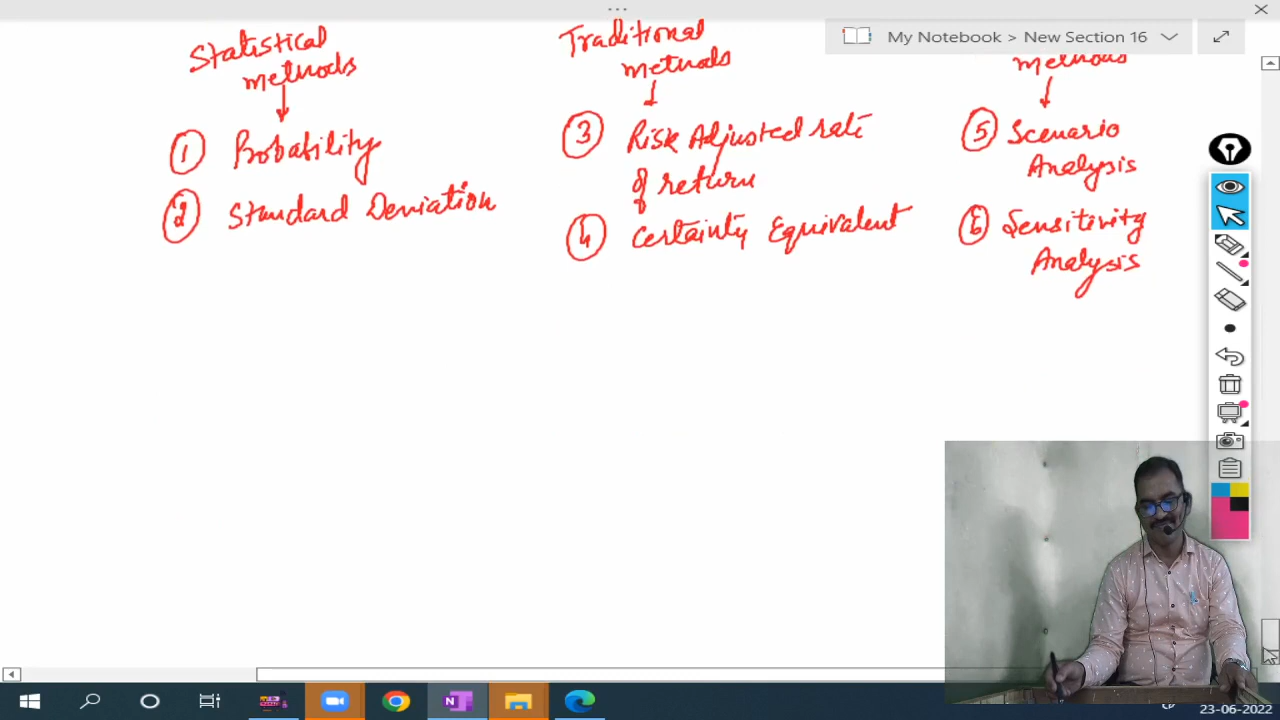 My Notebook > New Section 16
Statistical
methods
① Probability
② Standard Deviation
Traditional
methods
③ Risk Adjusted rate
of return
④ Certainty Equivalent
methods
⑤ Scenario
Analysis
⑥ Sensitivity
Analysis
23-06-2022